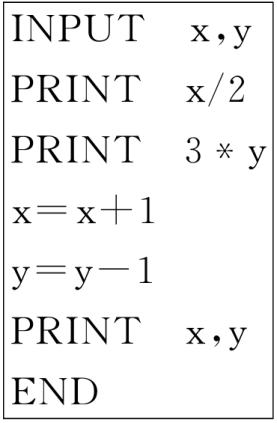 INPUT x,y
PRINT x/2
PRINT 3*y
x=x+1
y=y-1
PRINT x,y
END